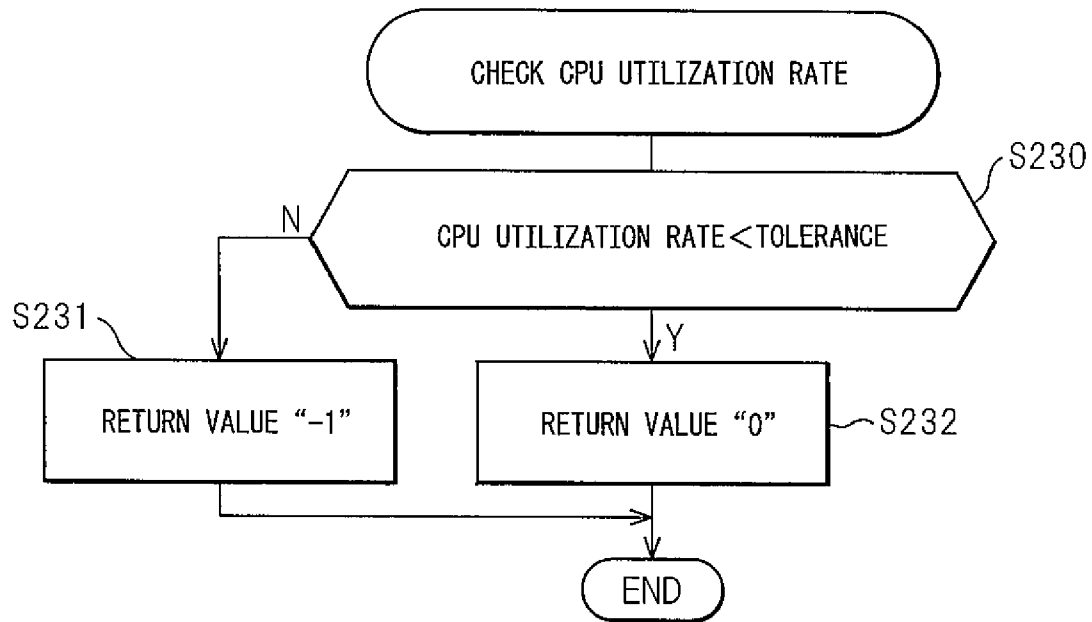 CHECK CPU UTILIZATION RATE
S230
CPU UTILIZATION RATE<TOLERANCE
N
Y
S231
RETURN VALUE “-1”
RETURN VALUE “0”
S232
END